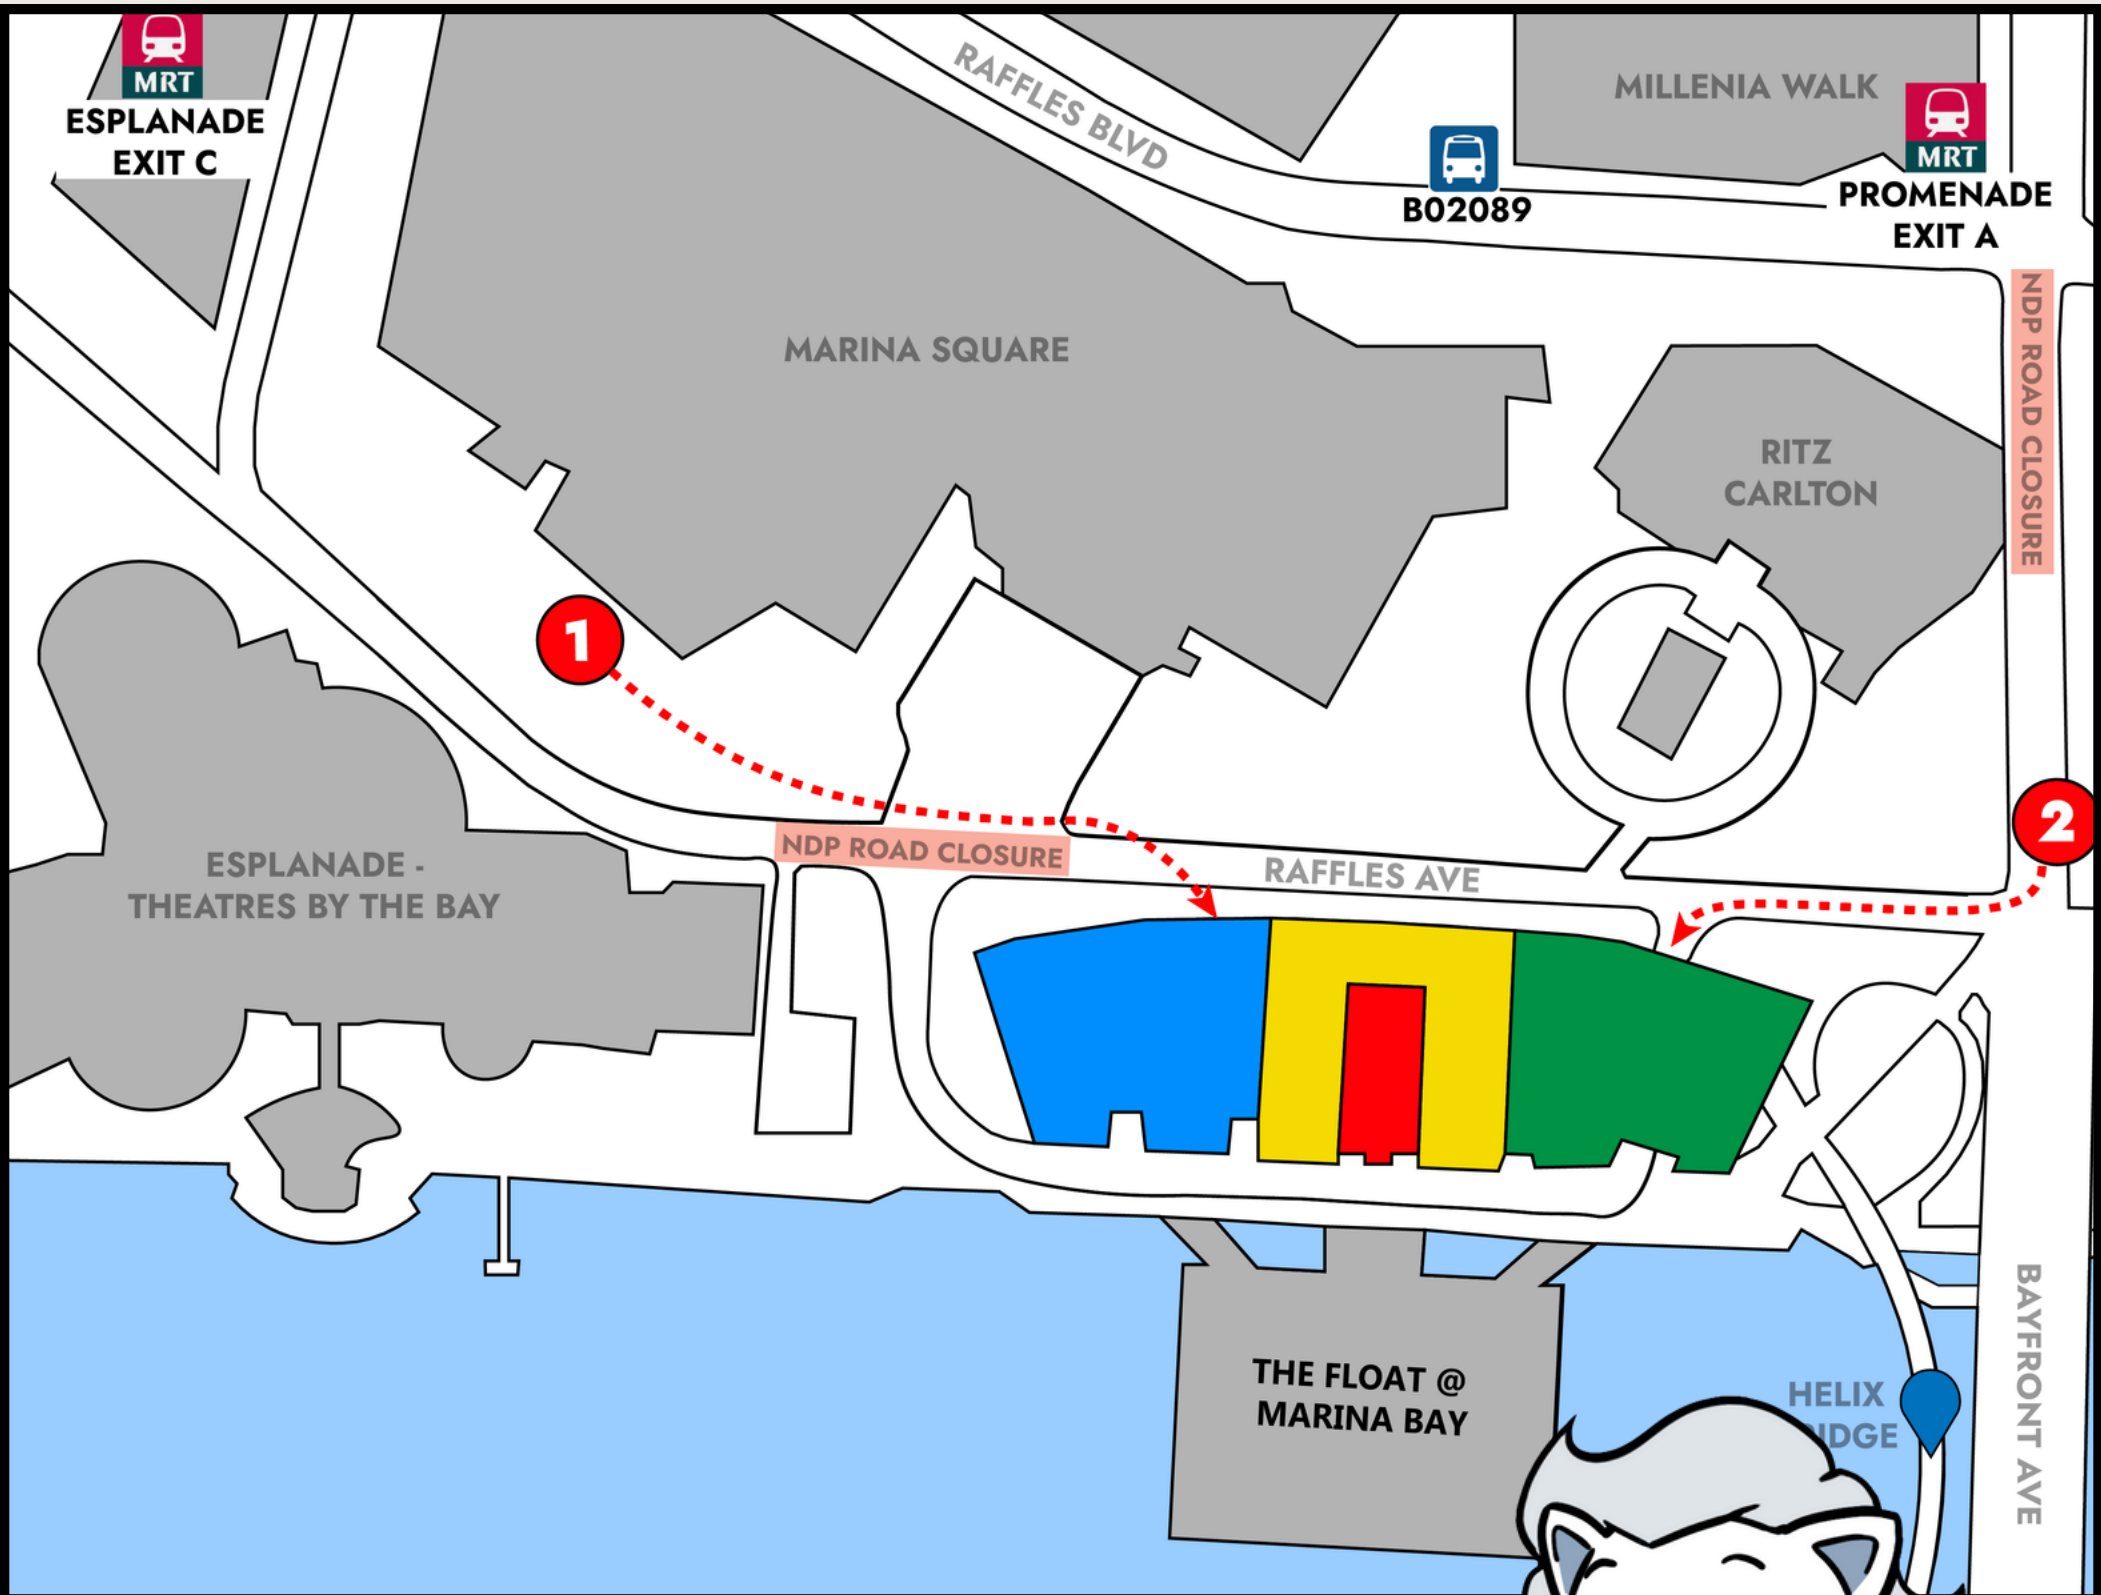 MRT
ESPLANADE
EXIT C
RAFFLES BLVD
MILLENIA WALK
B02089
MRT
PROMENADE
EXIT A
NDP ROAD CLOSURE
MARINA SQUARE
RITZ
CARLTON
1
2
NDP ROAD CLOSURE
RAFFLES AVE
ESPLANADE -
THEATRES BY THE BAY
THE FLOAT @
MARINA BAY
HELIX
BAYFRONT AVE